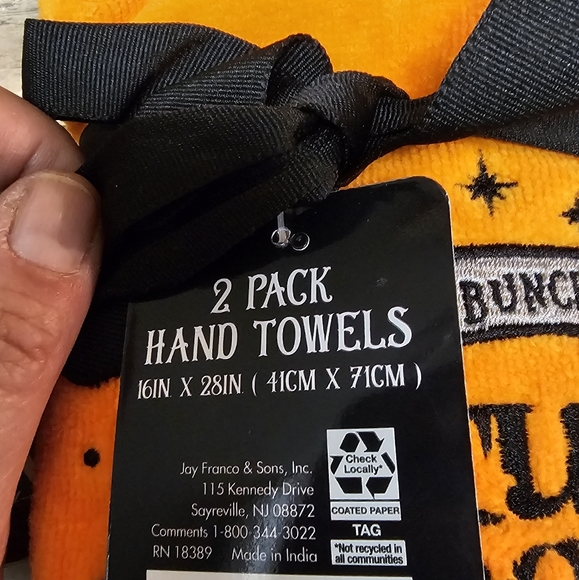 2 PACK
HAND TOWELS
16IN. X 28IN. ( 41CM X 71CM )
Jay Franco & Sons, Inc.
115 Kennedy Drive
Sayreville, NJ 08872
Comments 1-800-344-3022
RN 18389 Made in India
Check
Locally*
COATED PAPER
TAG
*Not recycled in
all communities